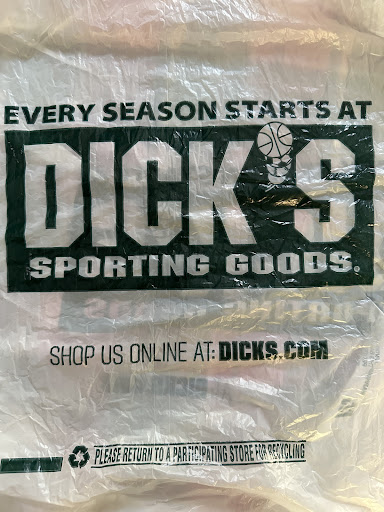 EVERY SEASON STARTS AT
DICK'S
SPORTING GOODS.®
SHOP US ONLINE AT: DICKS.COM
PLEASE RETURN TO A PARTICIPATING STORE FOR RECYCLING